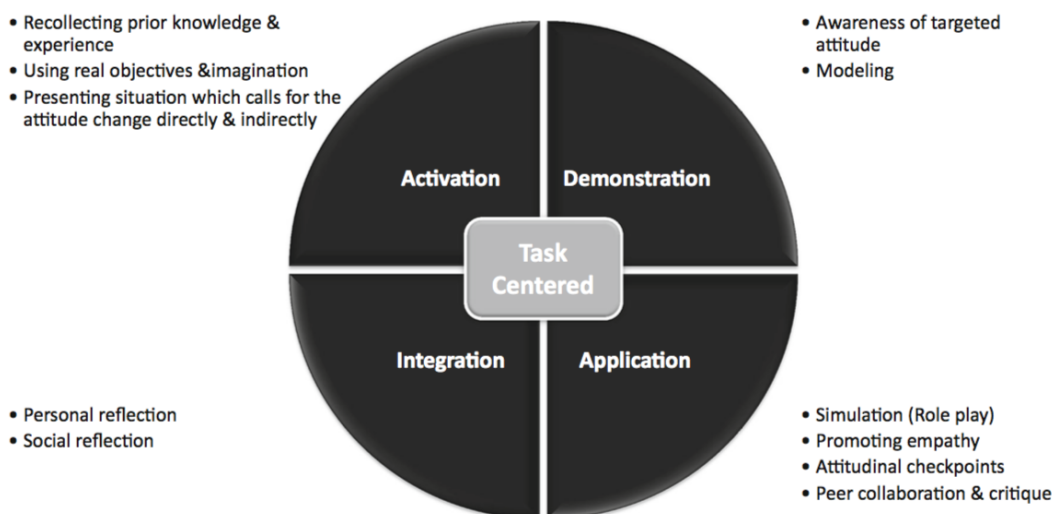 • Recollecting prior knowledge &
experience
• Using real objectives &imagination
• Presenting situation which calls for the
attitude change directly & indirectly
• Awareness of targeted
attitude
• Modeling
Activation
Demonstration
Task
Centered
Integration
Application
• Personal reflection
• Social reflection
• Simulation (Role play)
• Promoting empathy
• Attitudinal checkpoints
• Peer collaboration & critique